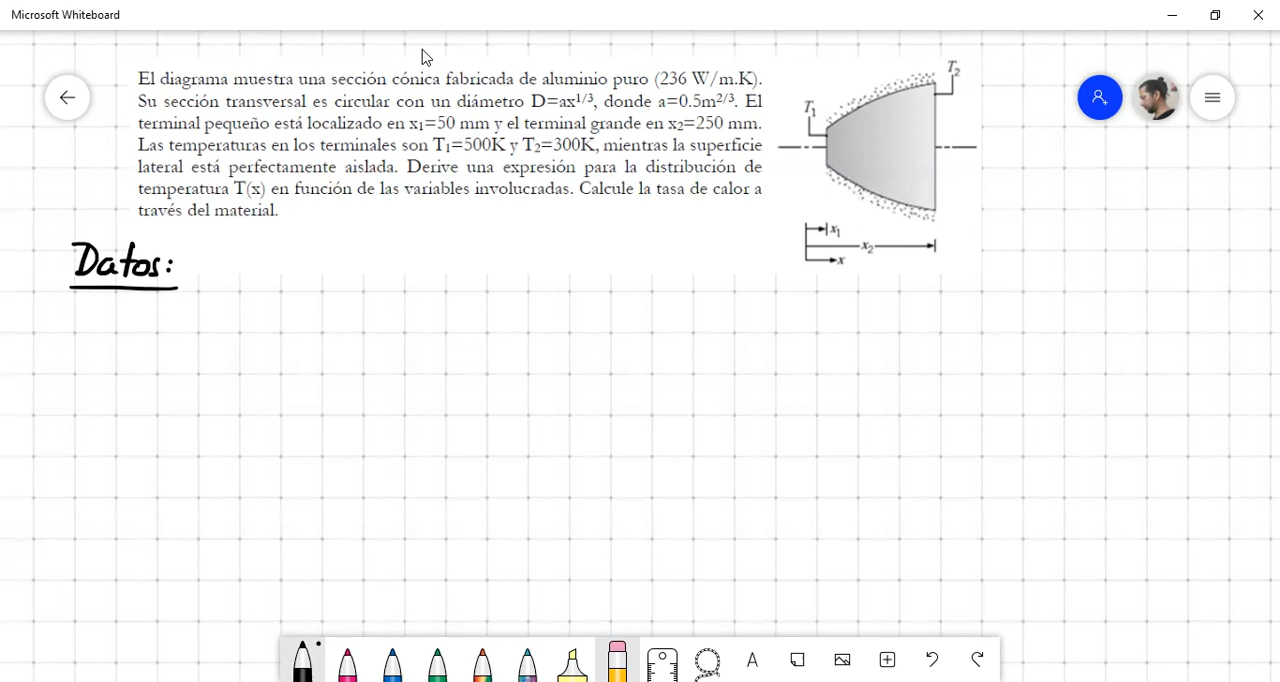 Microsoft Whiteboard
El diagrama muestra una sección cónica fabricada de aluminio puro (236 W/m.K).
Su sección transversal es circular con un diámetro D=ax^{1/3}, donde a=0.5m^{2/3}. El
terminal pequeño está localizado en x₁=50 mm y el terminal grande en x₂=250 mm.
Las temperaturas en los terminales son T₁=500K y T₂=300K, mientras la superficie
lateral está perfectamente aislada. Derive una expresión para la distribución de
temperatura T(x) en función de las variables involucradas. Calcule la tasa de calor a
través del material.
T₂
T₁
x₁
x₂
x
Datos:
A